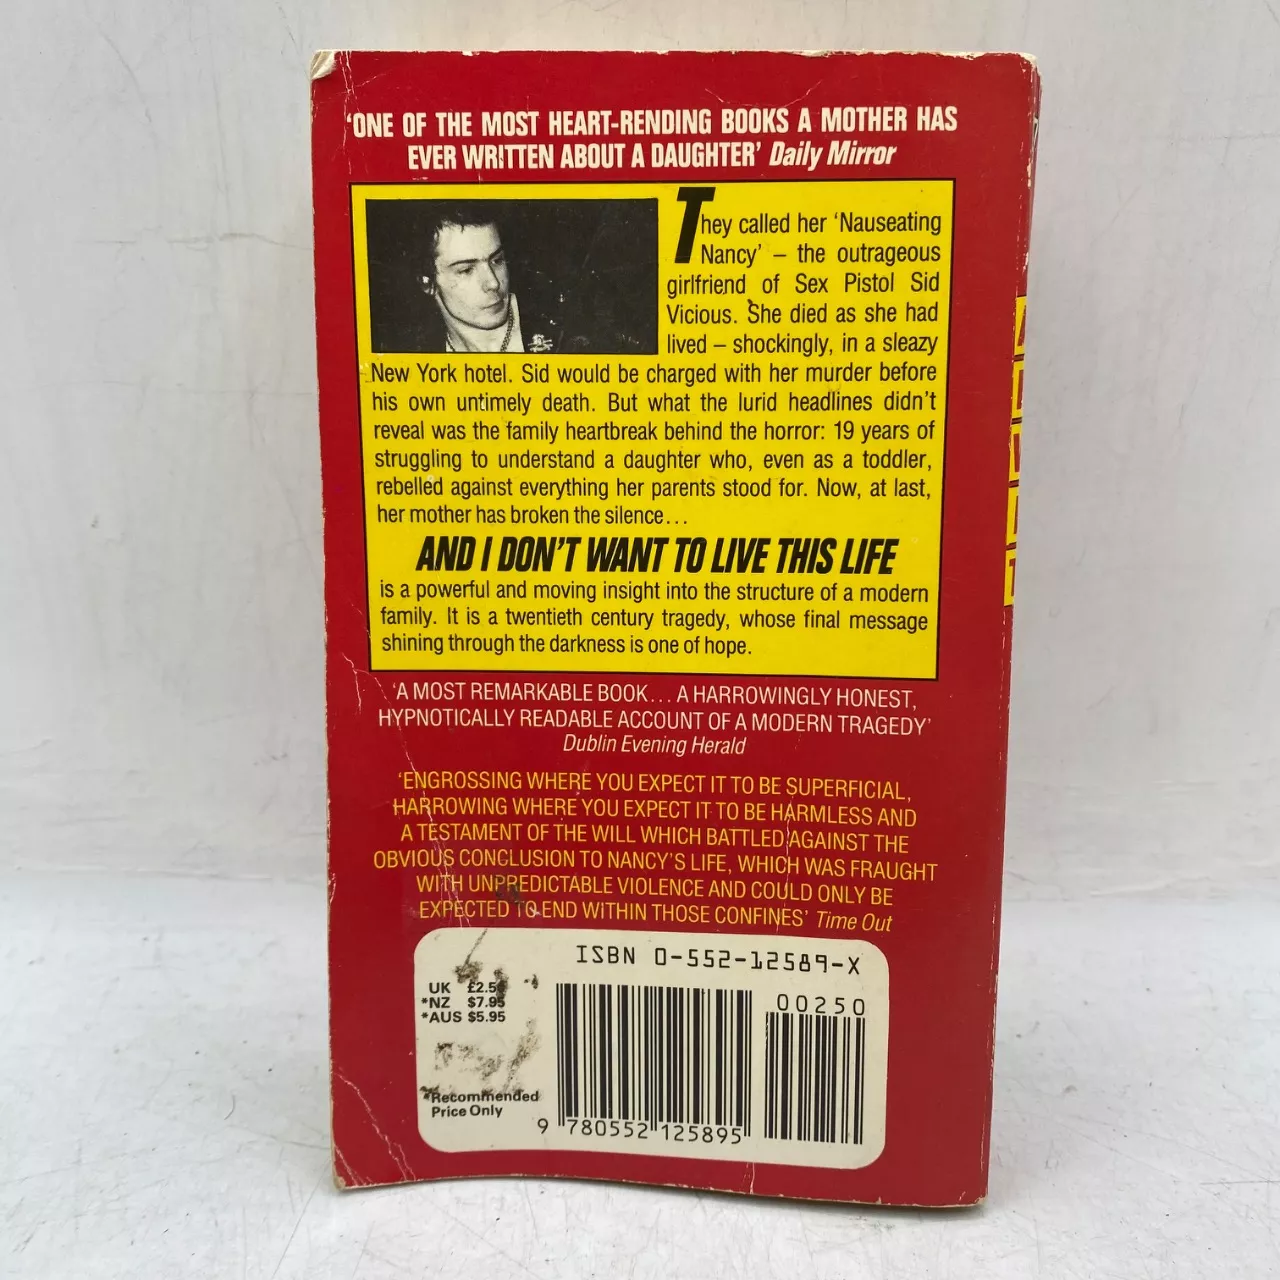 ‘ONE OF THE MOST HEART-RENDING BOOKS A MOTHER HAS
EVER WRITTEN ABOUT A DAUGHTER’ Daily Mirror
They called her ‘Nauseating
Nancy’ – the outrageous
girlfriend of Sex Pistol Sid
Vicious. She died as she had
lived – shockingly, in a sleazy
New York hotel. Sid would be charged with her murder before
his own untimely death. But what the lurid headlines didn’t
reveal was the family heartbreak behind the horror: 19 years of
struggling to understand a daughter who, even as a toddler,
rebelled against everything her parents stood for. Now, at last,
her mother has broken the silence...
AND I DON’T WANT TO LIVE THIS LIFE
is a powerful and moving insight into the structure of a modern
family. It is a twentieth century tragedy, whose final message
shining through the darkness is one of hope.
‘A MOST REMARKABLE BOOK... A HARROWINGLY HONEST,
HYPNOTICALLY READABLE ACCOUNT OF A MODERN TRAGEDY’
Dublin Evening Herald
‘ENGROSSING WHERE YOU EXPECT IT TO BE SUPERFICIAL,
HARROWING WHERE YOU EXPECT IT TO BE HARMLESS AND
A TESTAMENT OF THE WILL WHICH BATTLED AGAINST THE
OBVIOUS CONCLUSION TO NANCY’S LIFE, WHICH WAS FRAUGHT
WITH UNPREDICTABLE VIOLENCE AND COULD ONLY BE
EXPECTED TO END WITHIN THOSE CONFINES’ Time Out
ISBN 0-552-12589-X
UK £2.50
*NZ $7.95
*AUS $5.95
*Recommended
Price Only
00250
9 780552 125895